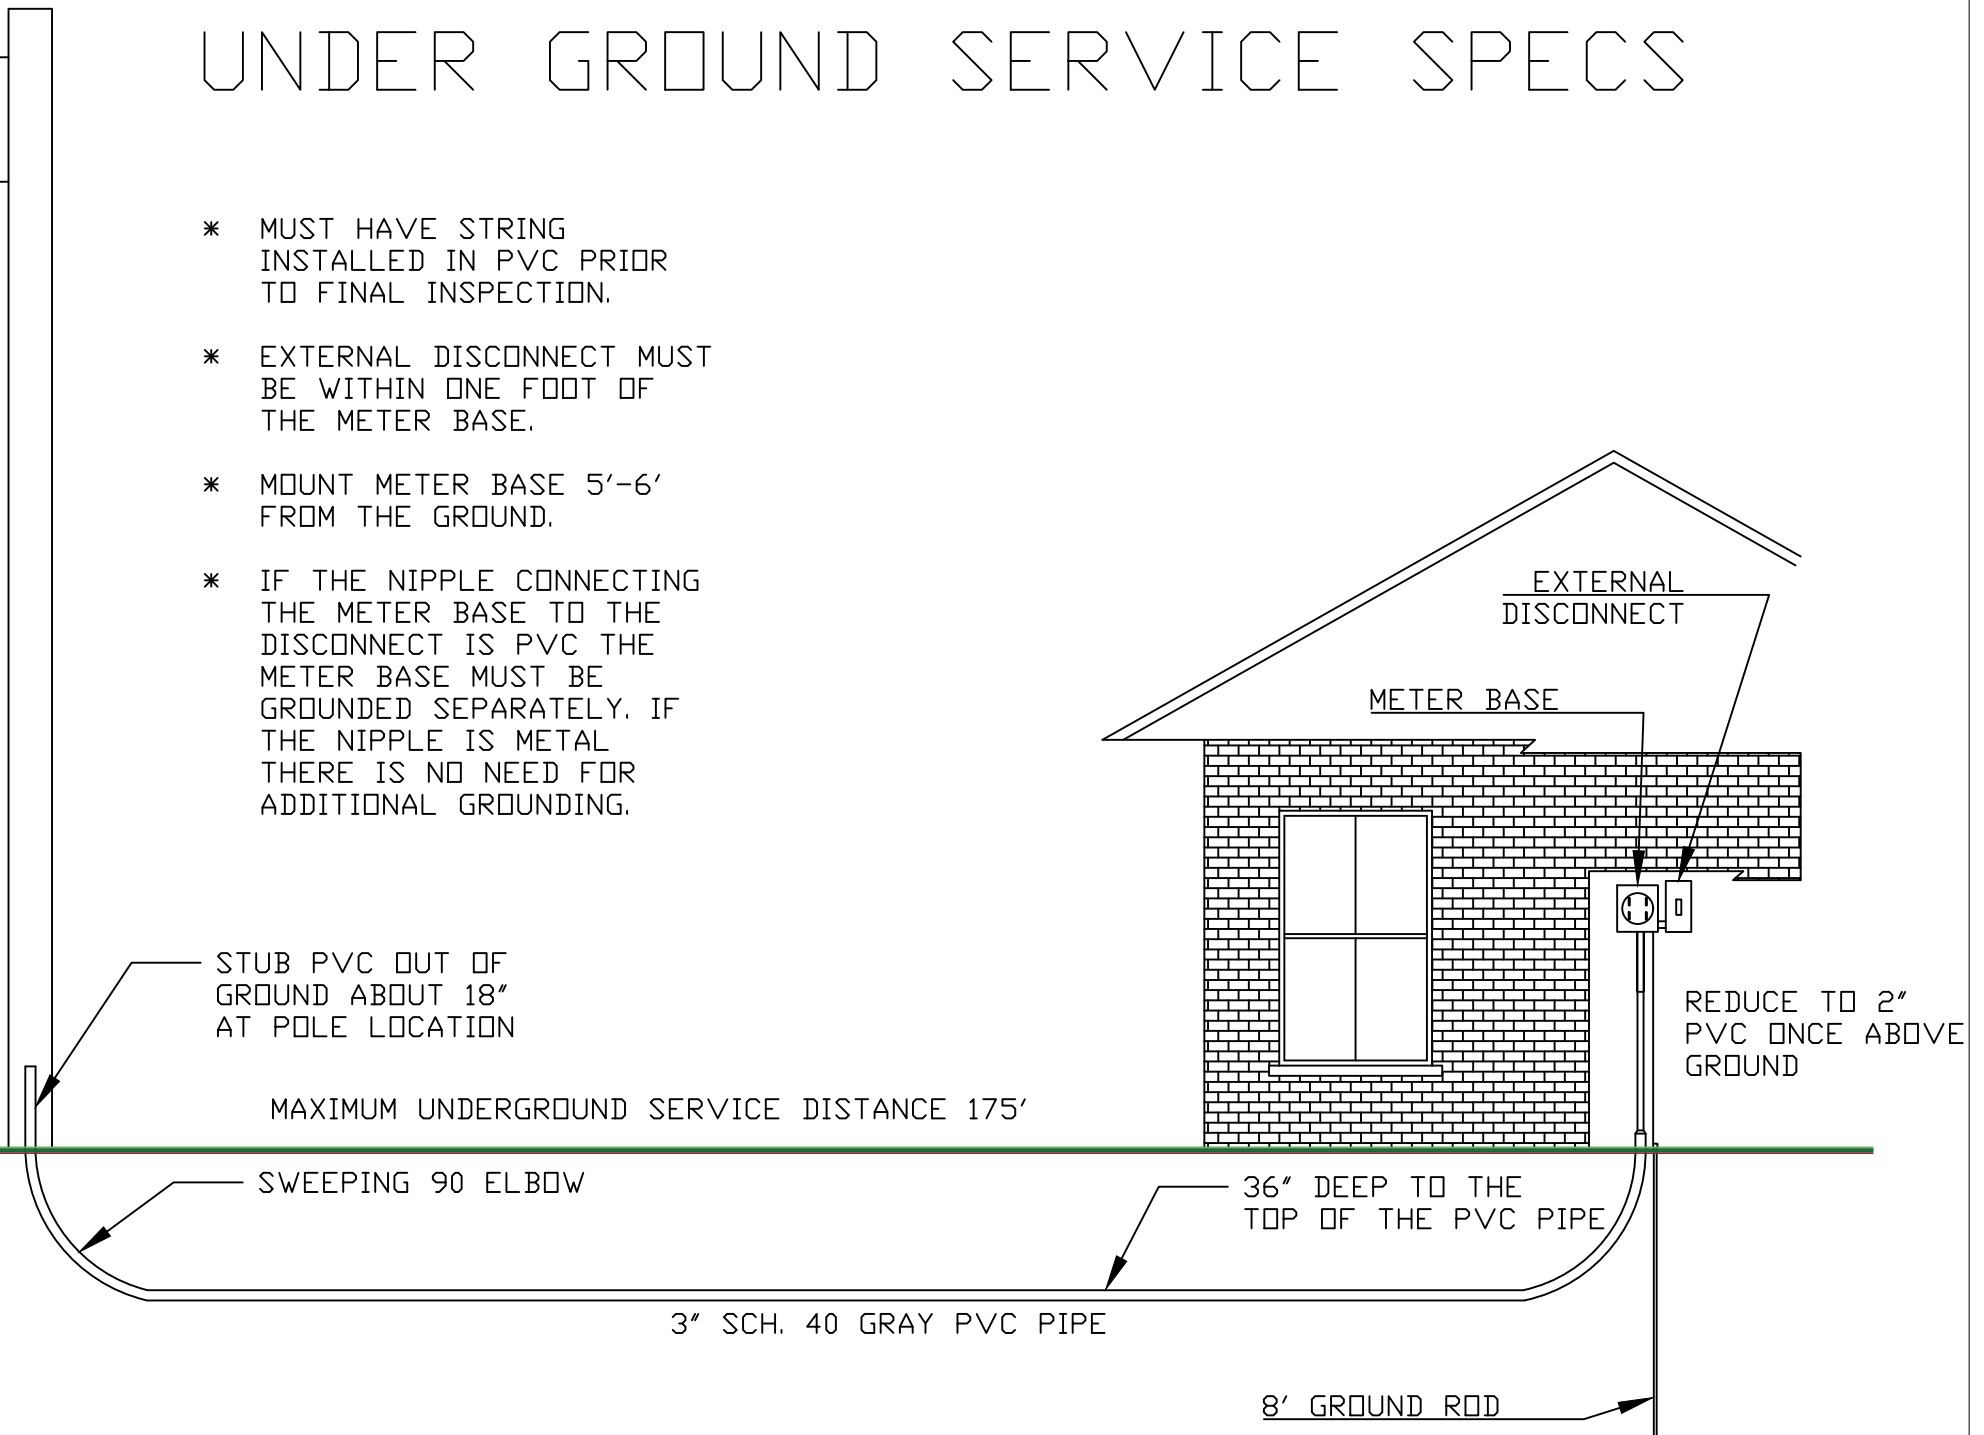 UNDER GROUND SERVICE SPECS
* MUST HAVE STRING
INSTALLED IN PVC PRIOR
TO FINAL INSPECTION.
* EXTERNAL DISCONNECT MUST
BE WITHIN ONE FOOT OF
THE METER BASE.
* MOUNT METER BASE 5'-6'
FROM THE GROUND.
* IF THE NIPPLE CONNECTING
THE METER BASE TO THE
DISCONNECT IS PVC THE
METER BASE MUST BE
GROUNDED SEPARATELY. IF
THE NIPPLE IS METAL
THERE IS NO NEED FOR
ADDITIONAL GROUNDING.
EXTERNAL
DISCONNECT
METER BASE
STUB PVC OUT OF
GROUND ABOUT 18"
AT POLE LOCATION
REDUCE TO 2"
PVC ONCE ABOVE
GROUND
MAXIMUM UNDERGROUND SERVICE DISTANCE 175'
SWEEPING 90 ELBOW
36" DEEP TO THE
TOP OF THE PVC PIPE
3" SCH. 40 GRAY PVC PIPE
8' GROUND ROD